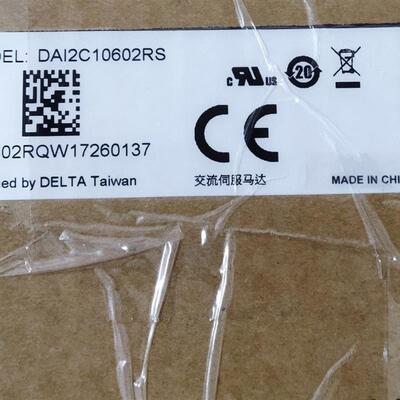 DEL: DAI2C10602RS
02RQW17260137
ed by DELTA Taiwan
c RU us
20
CE
交流伺服马达
MADE IN CHI